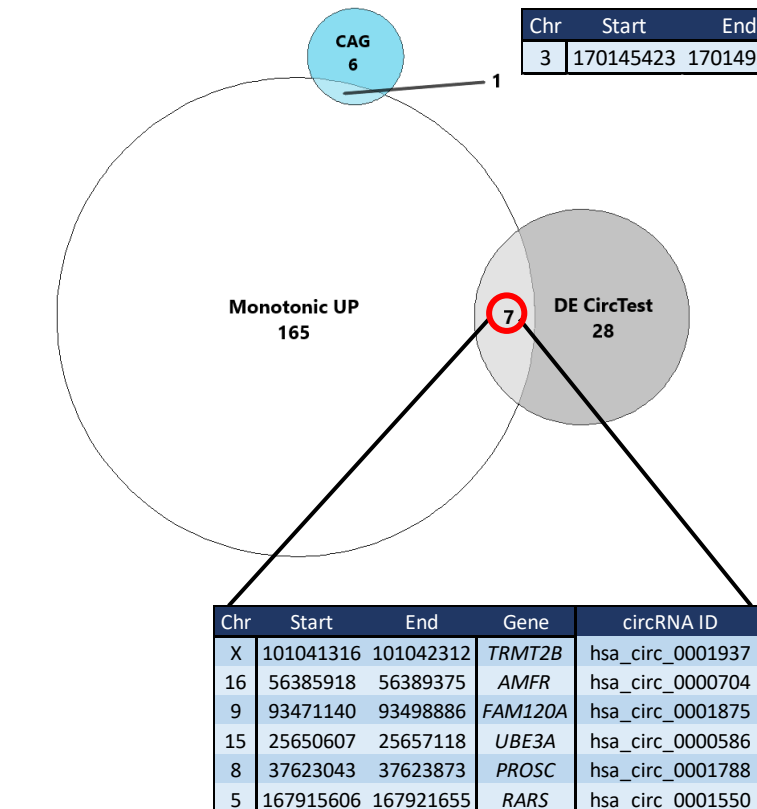 CAG
6
Chr Start End
3 170145423 170149
1
Monotonic UP
165
7
DE CircTest
28
Chr Start End Gene circRNA ID
X 101041316 101042312 TRMT2B hsa_circ_0001937
16 56385918 56389375 AMFR hsa_circ_0000704
9 93471140 93498886 FAM120A hsa_circ_0001875
15 25650607 25657118 UBE3A hsa_circ_0000586
8 37623043 37623873 PROSC hsa_circ_0001788
5 167915606 167921655 RARS hsa_circ_0001550